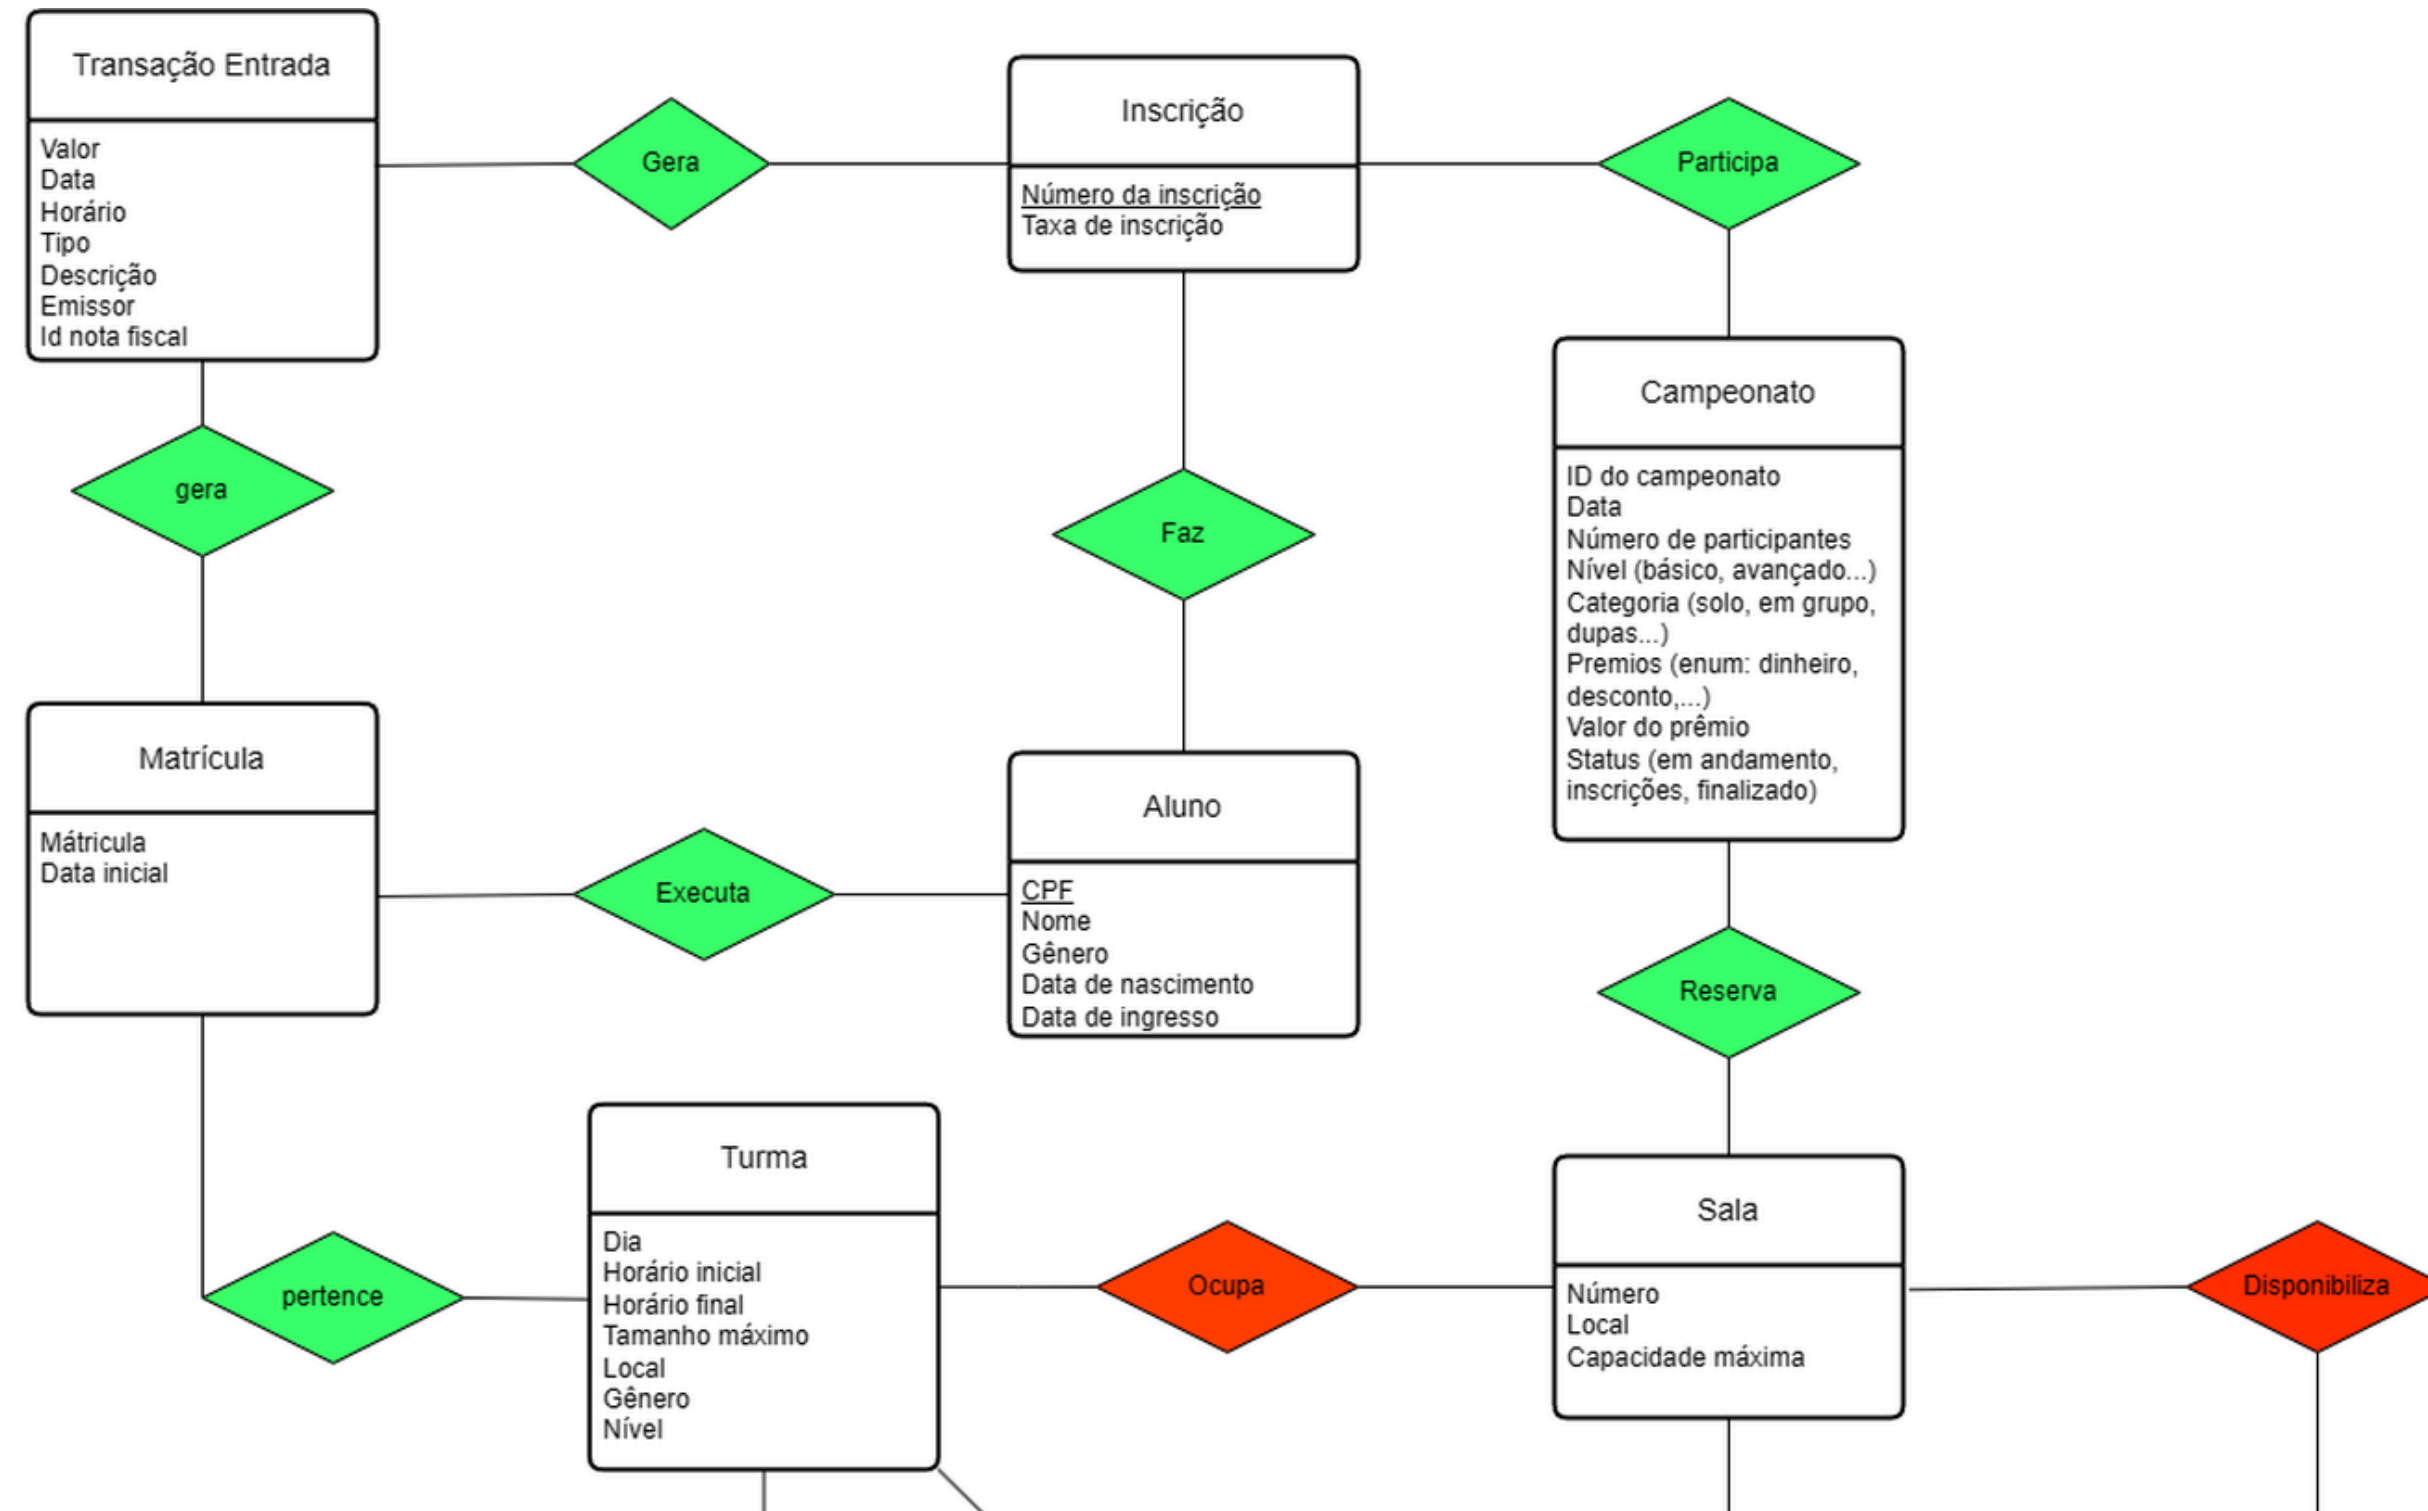 Transação Entrada
Valor
Data
Horário
Tipo
Descrição
Emissor
Id nota fiscal
Gera
Inscrição
Número da inscrição
Taxa de inscrição
Participa
gera
Faz
Campeonato
ID do campeonato
Data
Número de participantes
Nível (básico, avançado...)
Categoria (solo, em grupo,
dupas...)
Premios (enum: dinheiro,
desconto,...)
Valor do prêmio
Status (em andamento,
inscrições, finalizado)
Matrícula
Mátricula
Data inicial
Executa
Aluno
CPF
Nome
Gênero
Data de nascimento
Data de ingresso
Reserva
pertence
Turma
Dia
Horário inicial
Horário final
Tamanho máximo
Local
Gênero
Nível
Ocupa
Sala
Número
Local
Capacidade máxima
Disponibiliza